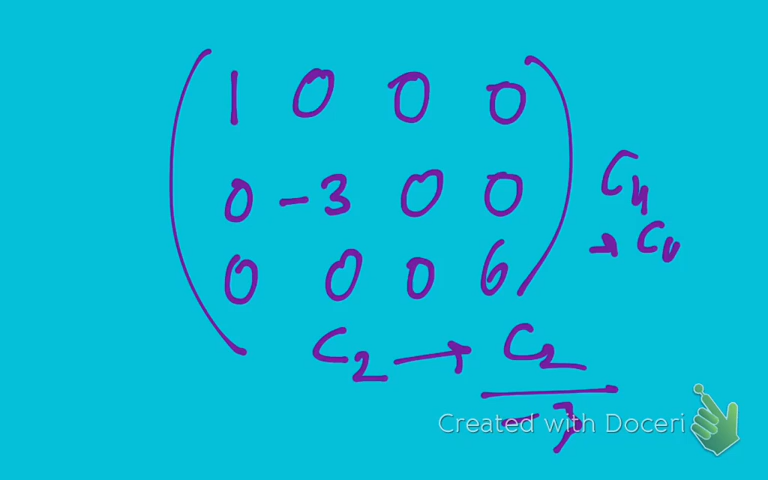 1 0 0 0
0 -3 0 0
0 0 0 6
C4
→ C4
C2 → C2
-3
Created with Doceri